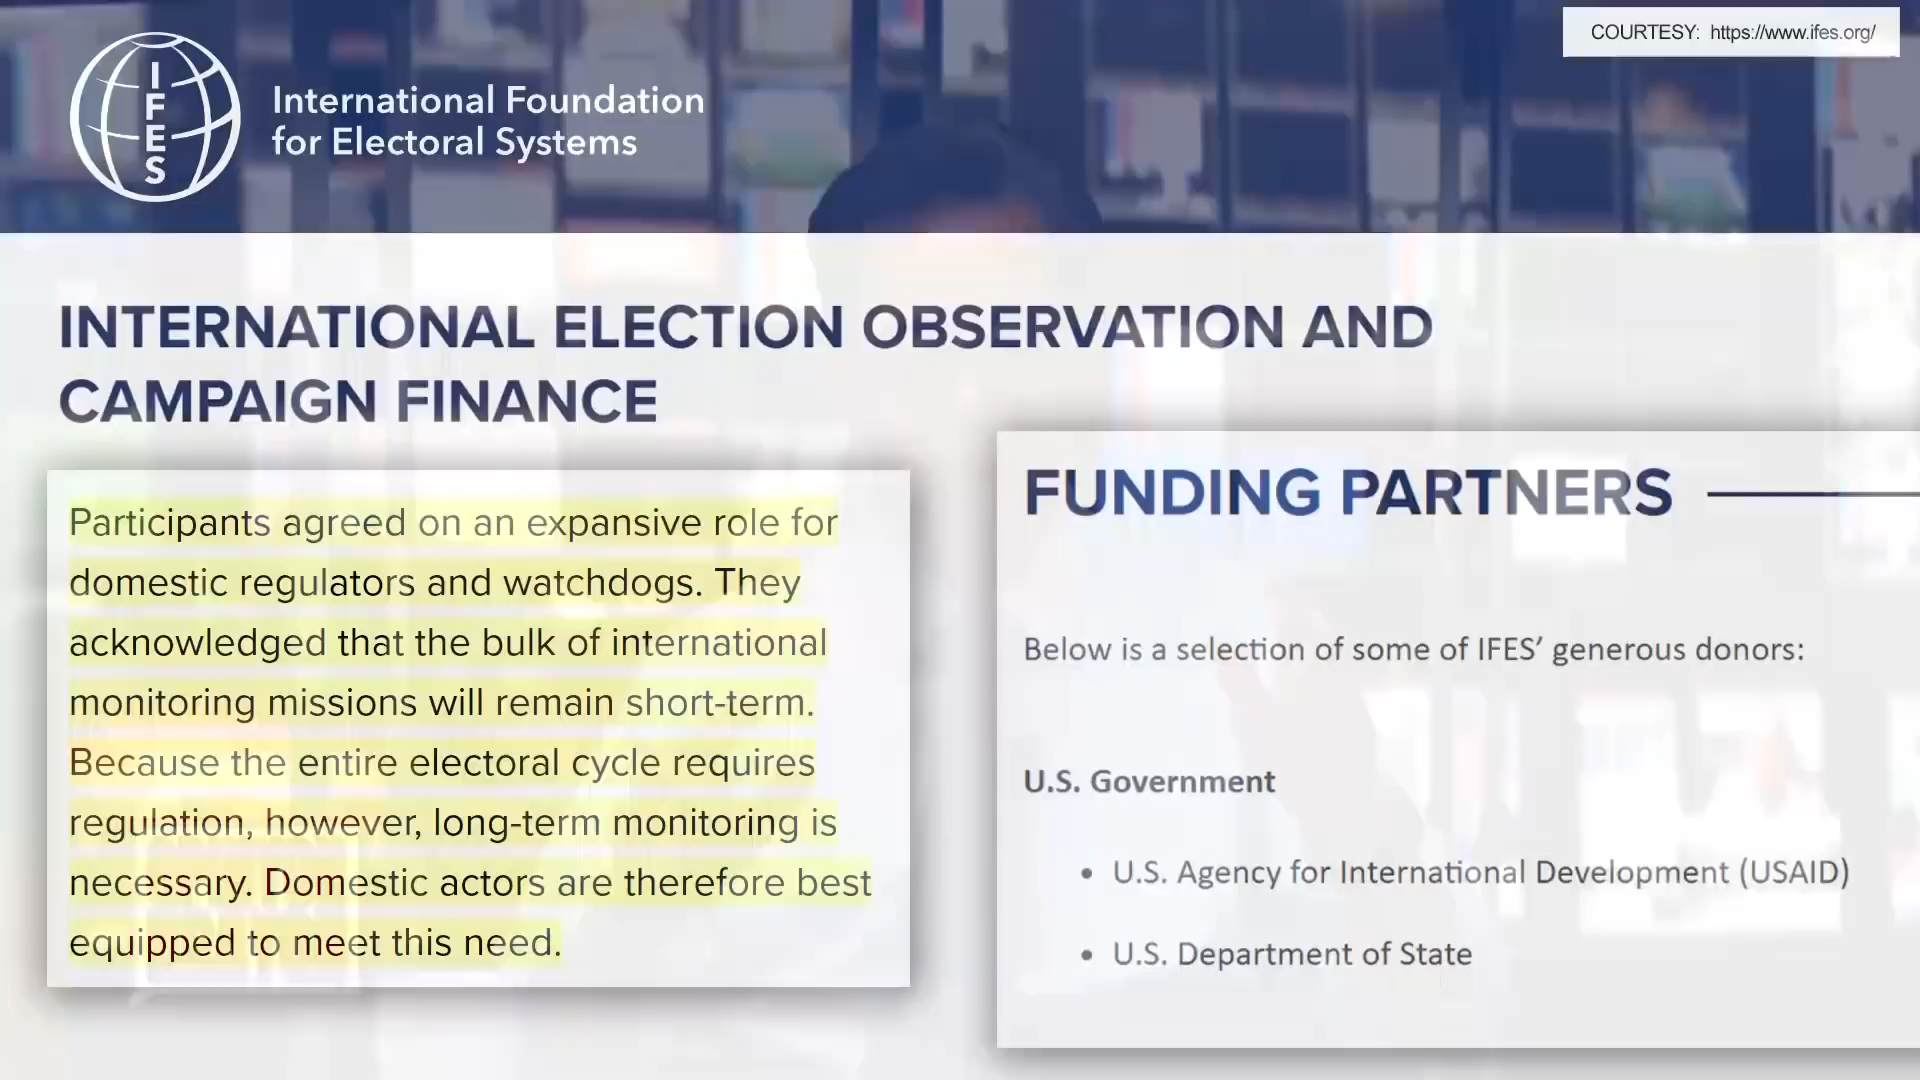 COURTESY: https://www.ifes.org/
I
F
E
S
International Foundation
for Electoral Systems
INTERNATIONAL ELECTION OBSERVATION AND
CAMPAIGN FINANCE
Participants agreed on an expansive role for
domestic regulators and watchdogs. They
acknowledged that the bulk of international
monitoring missions will remain short-term.
Because the entire electoral cycle requires
regulation, however, long-term monitoring is
necessary. Domestic actors are therefore best
equipped to meet this need.
FUNDING PARTNERS
Below is a selection of some of IFES’ generous donors:
U.S. Government
• U.S. Agency for International Development (USAID)
• U.S. Department of State